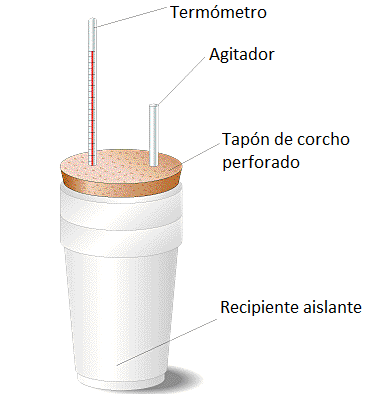 Termómetro
Agitador
Tapón de corcho
perforado
Recipiente aislante